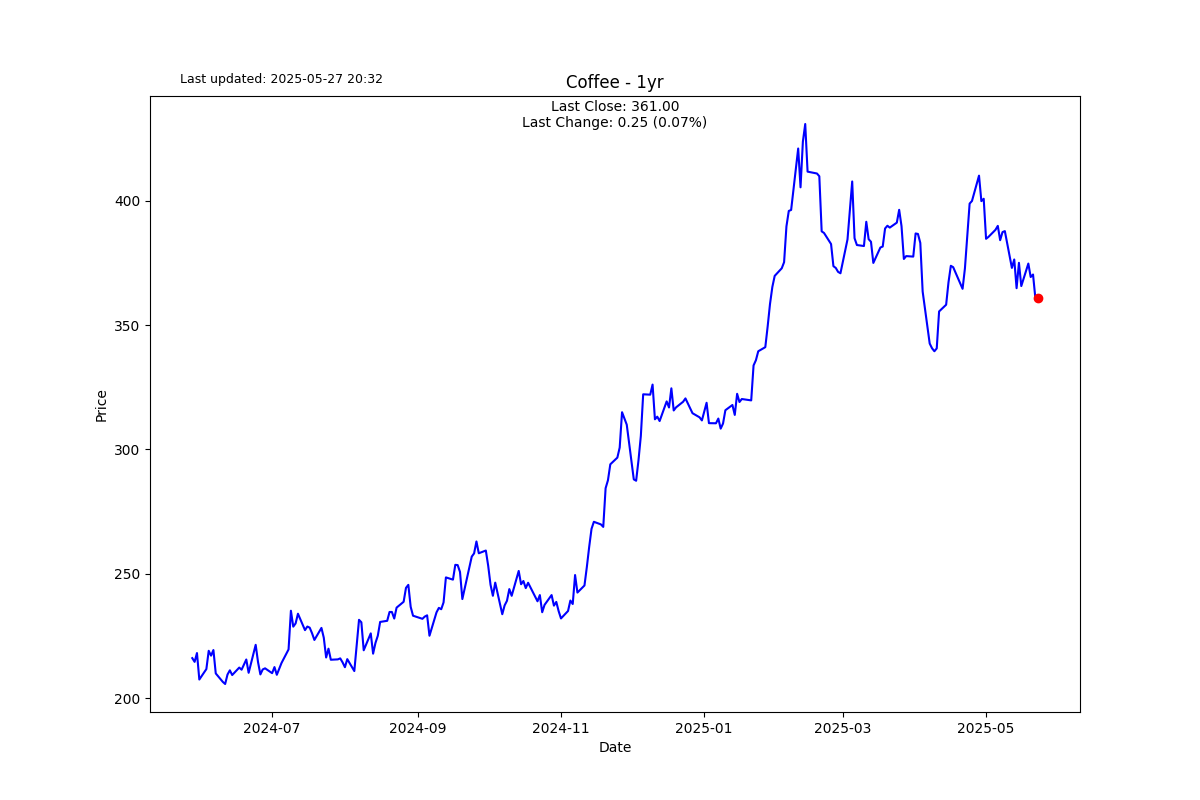 Last updated: 2025-05-27 20:32
Coffee - 1yr
Last Close: 361.00
Last Change: 0.25 (0.07%)
Price
400
350
300
250
200
2024-07
2024-09
2024-11
2025-01
2025-03
2025-05
Date